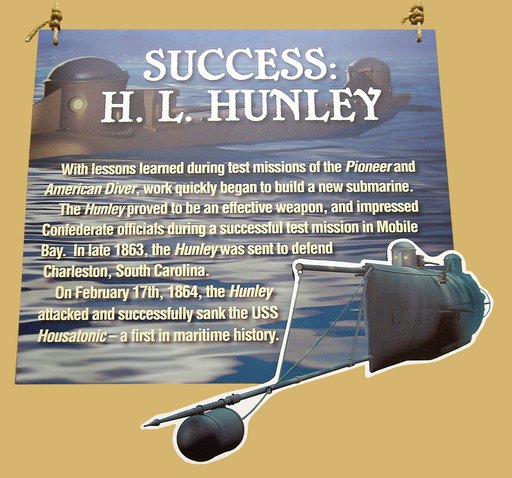 SUCCESS:
H. L. HUNLEY
With lessons learned during test missions of the Pioneer and
American Diver, work quickly began to build a new submarine.
The Hunley proved to be an effective weapon, and impressed
Confederate officials during a successful test mission in Mobile
Bay. In late 1863, the Hunley was sent to defend
Charleston, South Carolina.
On February 17th, 1864, the Hunley
attacked and successfully sank the USS
Housatonic – a first in maritime history.